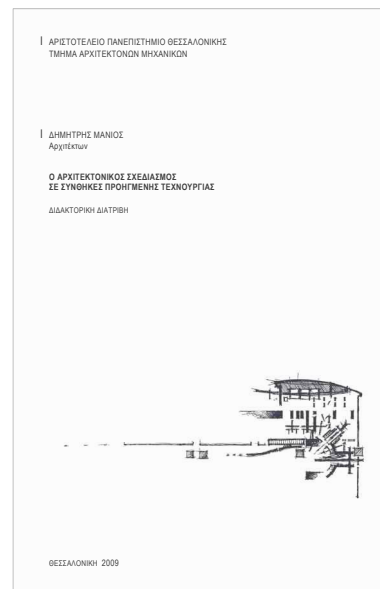 ΑΡΙΣΤΟΤΕΛΕΙΟ ΠΑΝΕΠΙΣΤΗΜΙΟ ΘΕΣΣΑΛΟΝΙΚΗΣ
ΤΜΗΜΑ ΑΡΧΙΤΕΚΤΟΝΩΝ ΜΗΧΑΝΙΚΩΝ
ΔΗΜΗΤΡΗΣ ΜΑΝΙΟΣ
Αρχιτέκτων
Ο ΑΡΧΙΤΕΚΤΟΝΙΚΟΣ ΣΧΕΔΙΑΣΜΟΣ
ΣΕ ΣΥΝΘΗΚΕΣ ΠΡΟΗΓΜΕΝΗΣ ΤΕΧΝΟΥΡΓΙΑΣ
ΔΙΔΑΚΤΟΡΙΚΗ ΔΙΑΤΡΙΒΗ
ΘΕΣΣΑΛΟΝΙΚΗ 2009